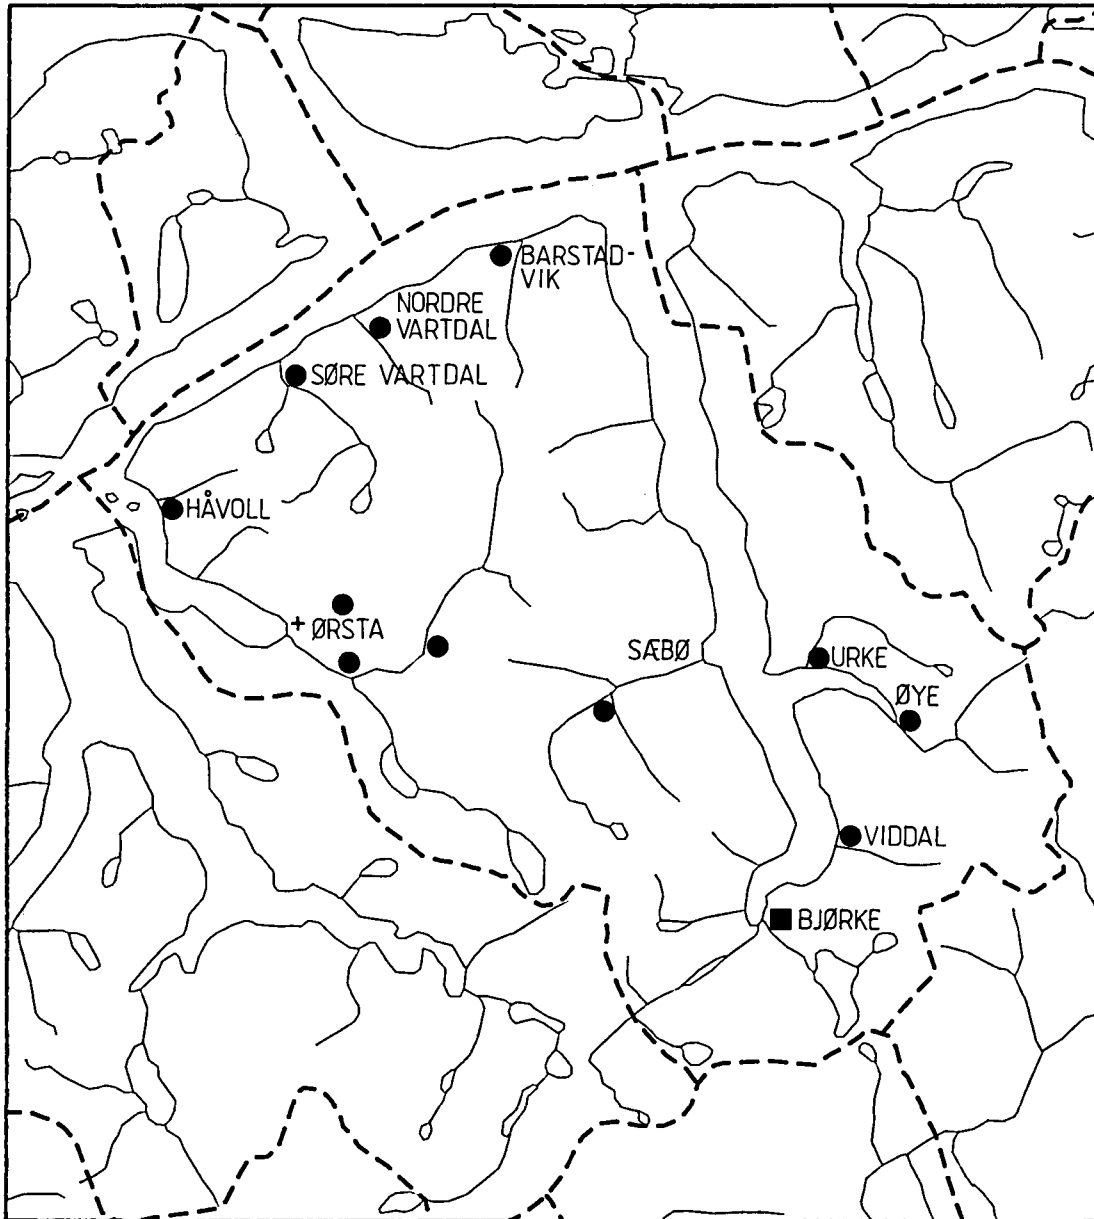 BARSTAD-
VIK
NORDRE
VARTDAL
SØRE VARTDAL
HÅVOLL
+ ØRSTA
SÆBØ
URKE
ØYE
VIDDAL
BJØRKE